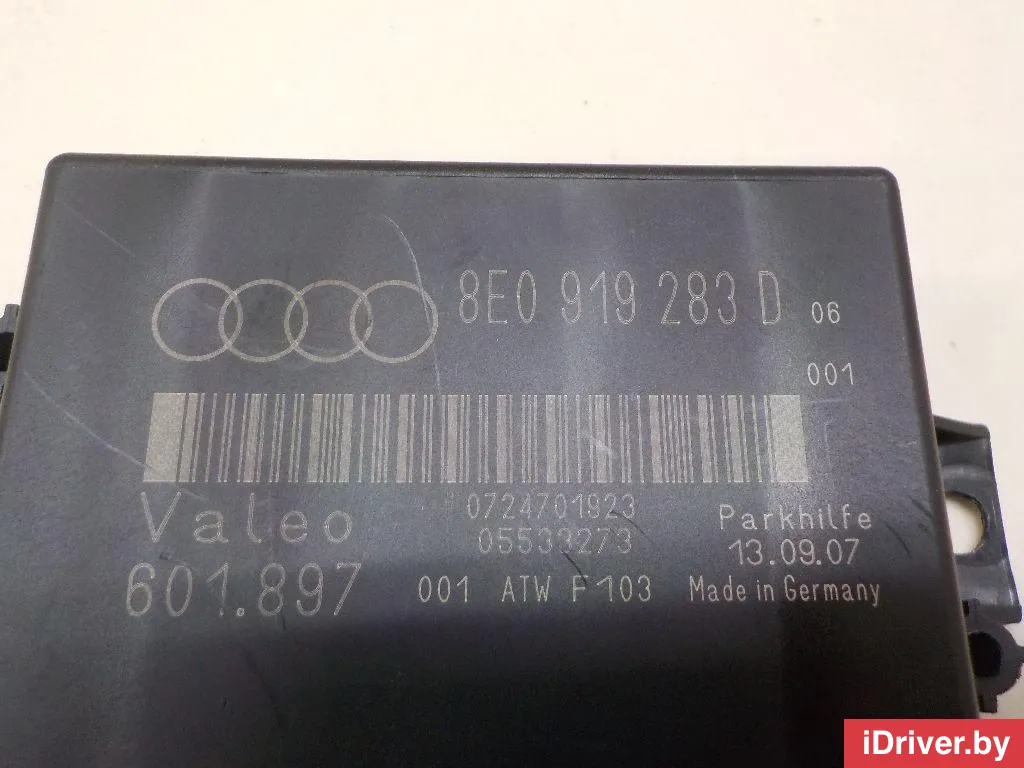 8E0 919 283 D 06
001
0724701923
05533273
Valeo
601.897
001 ATW F103
Parkhilfe
13.09.07
Made in Germany
iDriver.by